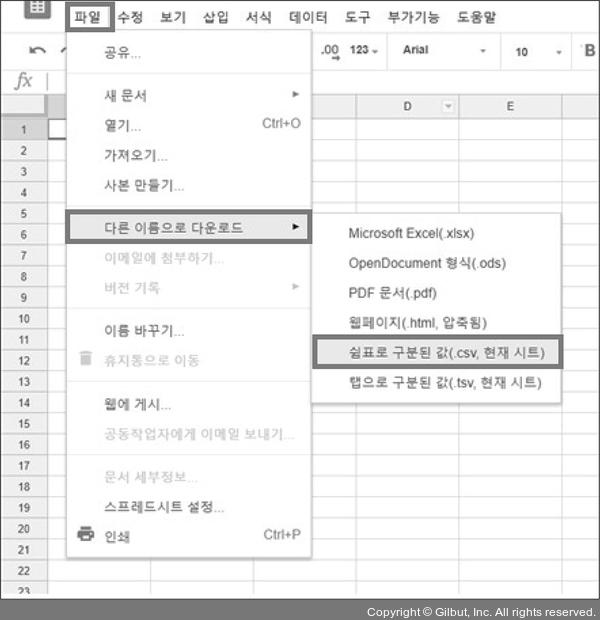 파일 수정 보기 삽입 서식 데이터 도구 부가기능 도움말
.00 123 Arial 10 B
fx
D E
공유...
새 문서
열기... Ctrl+O
가져오기...
사본 만들기...
다른 이름으로 다운로드
이메일에 첨부하기...
버전 기록
이름 바꾸기...
휴지통으로 이동
웹에 게시...
공동작업자에게 이메일 보내기...
문서 세부정보...
스프레드시트 설정...
인쇄 Ctrl+P
Microsoft Excel(.xlsx)
OpenDocument 형식(.ods)
PDF 문서(.pdf)
웹페이지(.html, 압축됨)
쉼표로 구분된 값(.csv, 현재 시트)
탭으로 구분된 값(.tsv, 현재 시트)
1
2
3
4
5
6
7
8
9
10
11
12
13
14
15
16
17
18
19
20
21
22
23
Copyright © Gilbut, Inc. All rights reserved.